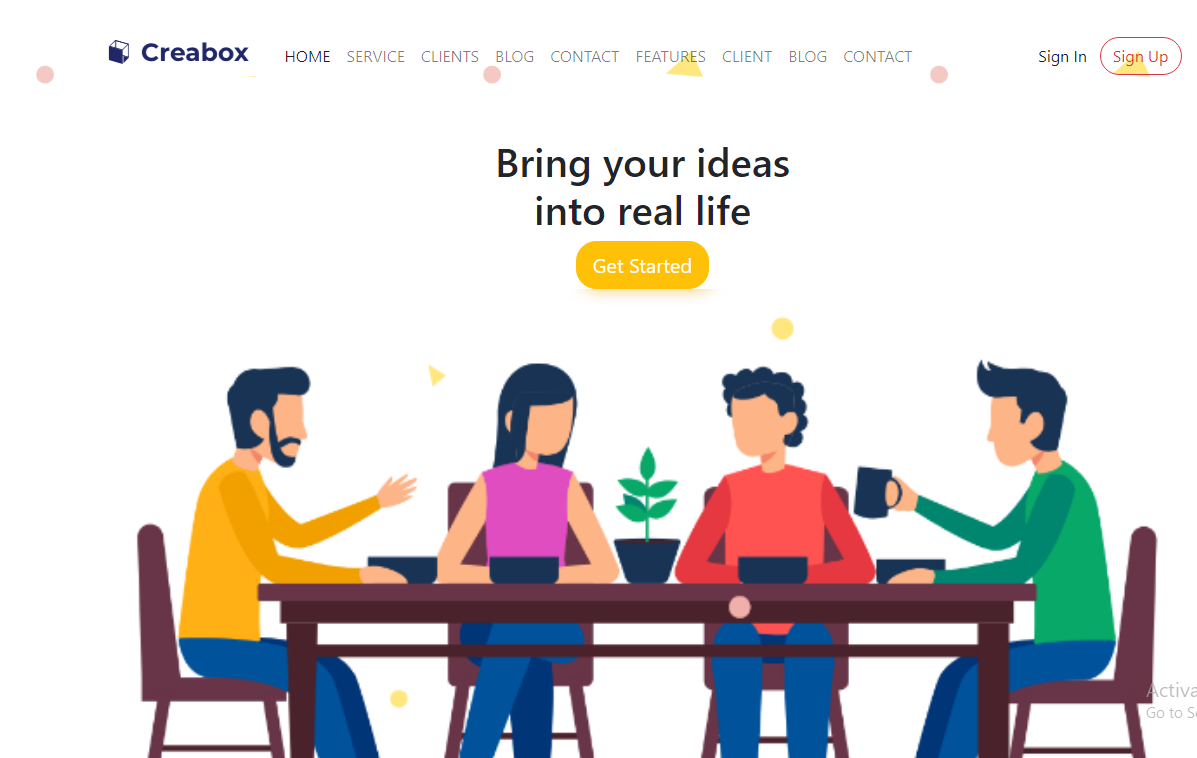 Creabox HOME SERVICE CLIENTS BLOG CONTACT FEATURES CLIENT BLOG CONTACT Sign In Sign Up
Bring your ideas
into real life
Get Started
Go to